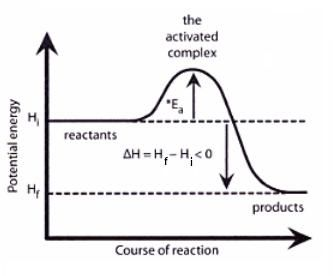 the
activated
complex
*Ea
Hi
reactants
ΔH = Hf – Hi < 0
Potential energy
Hf
products
Course of reaction